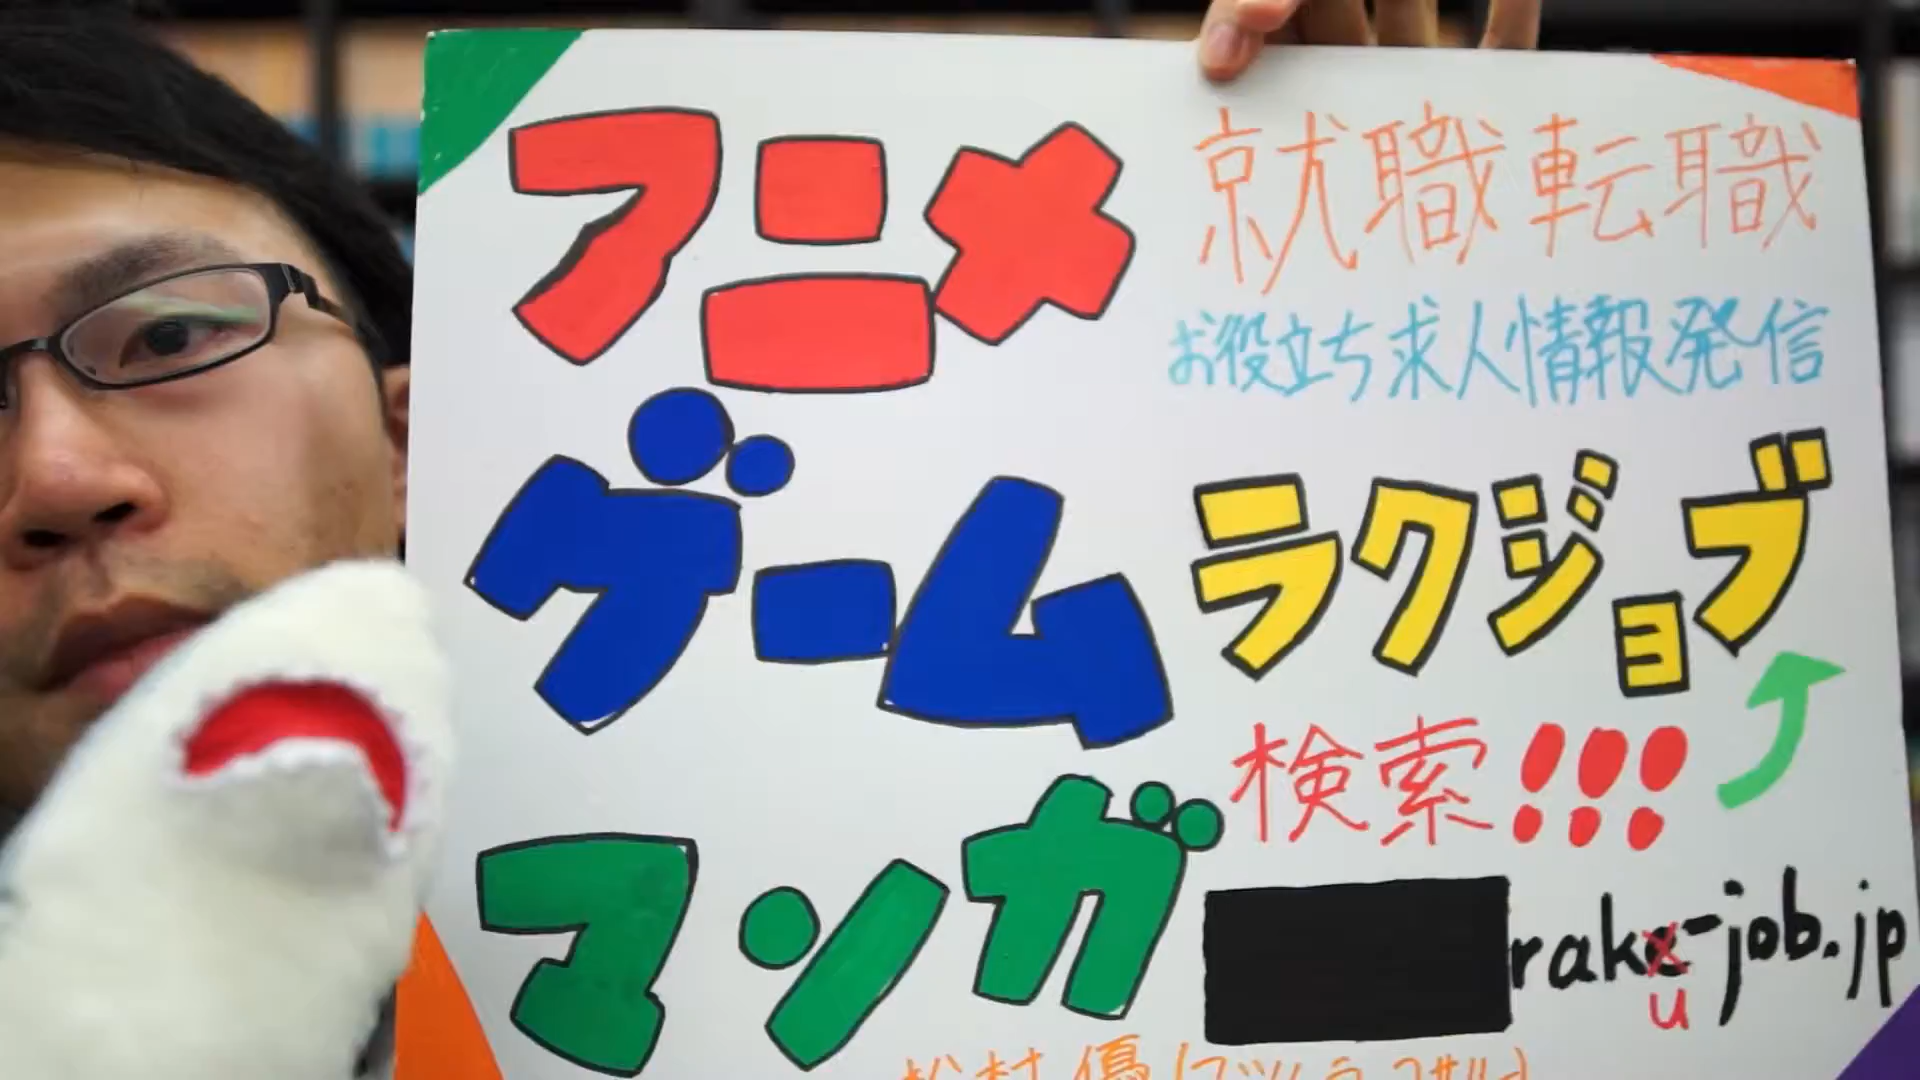 アニメ
ゲーム
マンガ
就職転職
お役立ち求人情報発信
ラクジョブ
検索!!!
rake-job.jp
u